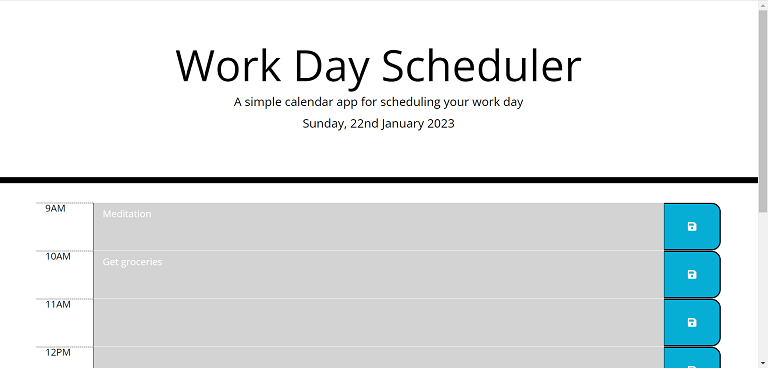 Work Day Scheduler
A simple calendar app for scheduling your work day
Sunday, 22nd January 2023
9AM
Meditation
10AM
Get groceries
11AM
12PM